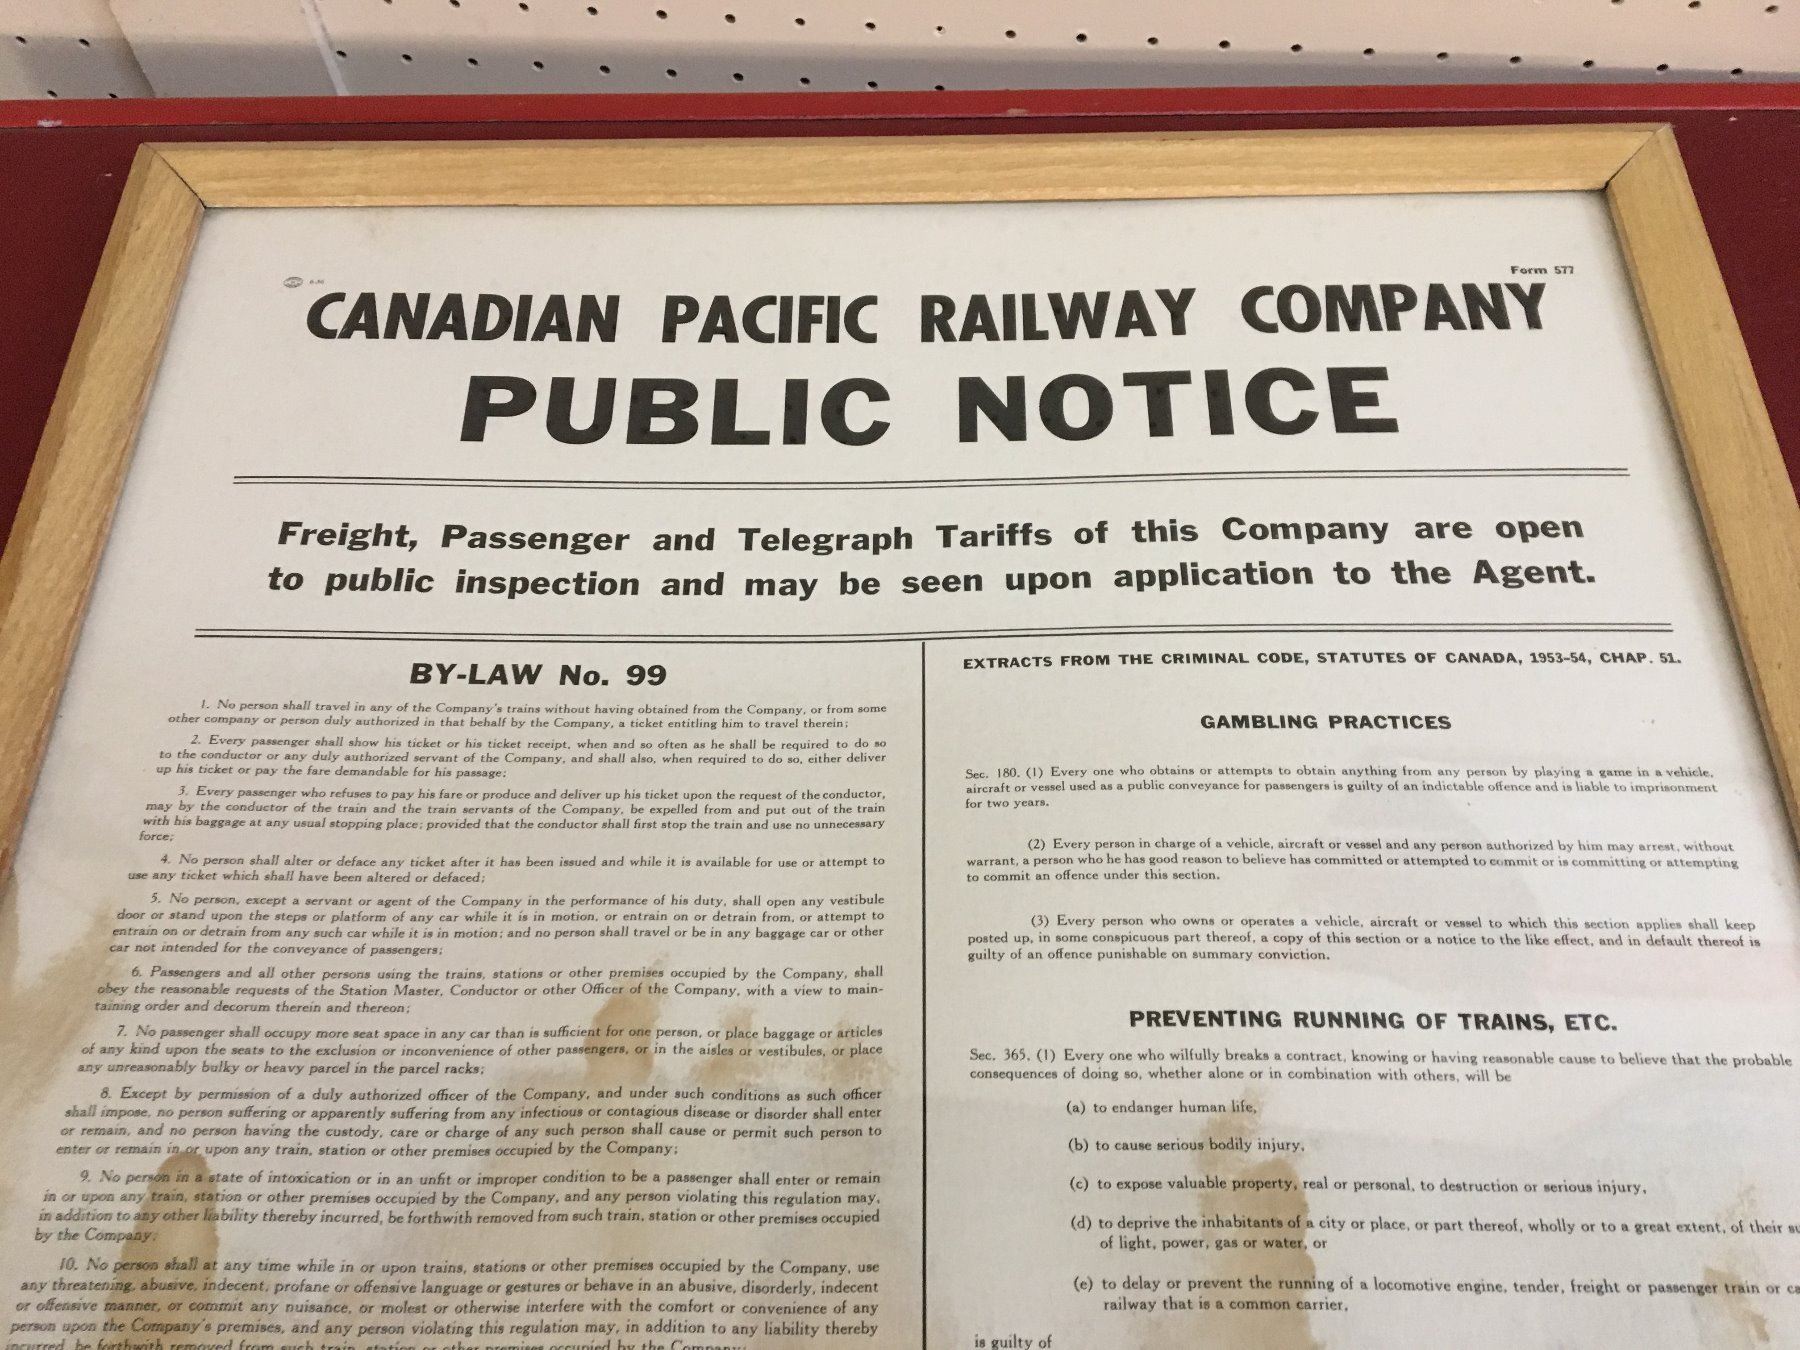 Form 577
CANADIAN PACIFIC RAILWAY COMPANY
PUBLIC NOTICE
Freight, Passenger and Telegraph Tariffs of this Company are open
to public inspection and may be seen upon application to the Agent.
BY-LAW No. 99
1. No person shall travel in any of the Company's trains without having obtained from the Company, or from some
other company or person duly authorized in that behalf by the Company, a ticket entitling him to travel therein;
2. Every passenger shall show his ticket or his ticket receipt, when and so often as he shall be required to do so
to the conductor or any duly authorized servant of the Company, and shall also, when required to do so, either deliver
up his ticket or pay the fare demandable for his passage;
3. Every passenger who refuses to pay his fare or produce and deliver up his ticket upon the request of the conductor,
may by the conductor of the train and the train servants of the Company, be expelled from and put out of the train
with his baggage at any usual stopping place; provided that the conductor shall first stop the train and use no unnecessary
force;
4. No person shall alter or deface any ticket after it has been issued and while it is available for use or attempt to
use any ticket which shall have been altered or defaced;
5. No person, except a servant or agent of the Company in the performance of his duty, shall open any vestibule
door or stand upon the steps or platform of any car while it is in motion, or entrain on or detrain from, or attempt to
entrain on or detrain from any such car while it is in motion; and no person shall travel or be in any baggage car or other
car not intended for the conveyance of passengers;
6. Passengers and all other persons using the trains, stations or other premises occupied by the Company, shall
obey the reasonable requests of the Station Master, Conductor or other Officer of the Company, with a view to main-
taining order and decorum therein and thereon;
7. No passenger shall occupy more seat space in any car than is sufficient for one person, or place baggage or articles
of any kind upon the seats to the exclusion or inconvenience of other passengers, or in the aisles or vestibules, or place
any unreasonably bulky or heavy parcel in the parcel racks;
8. Except by permission of a duly authorized officer of the Company, and under such conditions as such officer
shall impose, no person suffering or apparently suffering from any infectious or contagious disease or disorder shall enter
or remain, and no person having the custody, care or charge of any such person shall cause or permit such person to
enter or remain in or upon any train, station or other premises occupied by the Company;
9. No person in a state of intoxication or in an unfit or improper condition to be a passenger shall enter or remain
in or upon any train, station or other premises occupied by the Company, and any person violating this regulation may,
in addition to any other liability thereby incurred, be forthwith removed from such train, station or other premises occupied
by the Company;
10. No person shall at any time while in or upon trains, stations or other premises occupied by the Company, use
any threatening, abusive, indecent, profane or offensive language or gestures or behave in an abusive, disorderly, indecent
or offensive manner, or commit any nuisance, or molest or otherwise interfere with the comfort or convenience of any
person upon the Company's premises, and any person violating this regulation may, in addition to any liability thereby
incurred, be forthwith removed from such train, station or other premises occupied by the Company;
EXTRACTS FROM THE CRIMINAL CODE, STATUTES OF CANADA, 1953-54, CHAP. 51.
GAMBLING PRACTICES
Sec. 180. (1) Every one who obtains or attempts to obtain anything from any person by playing a game in a vehicle,
aircraft or vessel used as a public conveyance for passengers is guilty of an indictable offence and is liable to imprisonment
for two years.
(2) Every person in charge of a vehicle, aircraft or vessel and any person authorized by him may arrest, without
warrant, a person who he has good reason to believe has committed or attempted to commit or is committing or attempting
to commit an offence under this section.
(3) Every person who owns or operates a vehicle, aircraft or vessel to which this section applies shall keep
posted up, in some conspicuous part thereof, a copy of this section or a notice to the like effect, and in default thereof is
guilty of an offence punishable on summary conviction.
PREVENTING RUNNING OF TRAINS, ETC.
Sec. 365. (1) Every one who wilfully breaks a contract, knowing or having reasonable cause to believe that the probable
consequences of doing so, whether alone or in combination with others, will be
(a) to endanger human life,
(b) to cause serious bodily injury,
(c) to expose valuable property, real or personal, to destruction or serious injury,
(d) to deprive the inhabitants of a city or place, or part thereof, wholly or to a great extent, of their
of light, power, gas or water, or
(e) to delay or prevent the running of a locomotive engine, tender, freight or passenger train or
railway that is a common carrier,
is guilty of